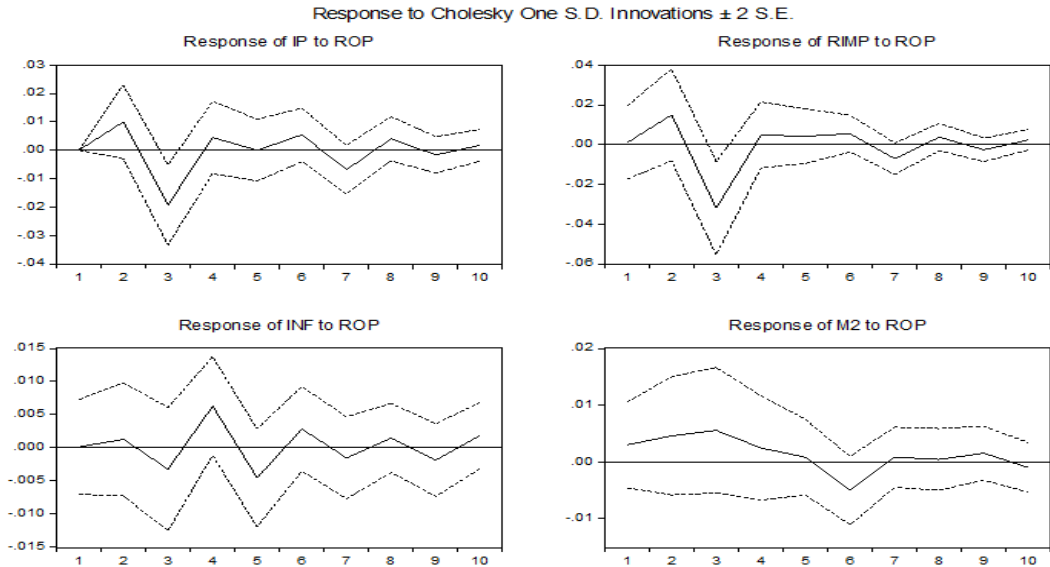 Response to Cholesky One S.D. Innovations ± 2 S.E.
Response of IP to ROP
.03
.02
.01
.00
-.01
-.02
-.03
-.04
1 2 3 4 5 6 7 8 9 10
Response of RIMP to ROP
.04
.02
.00
-.02
-.04
-.06
1 2 3 4 5 6 7 8 9 10
Response of INF to ROP
.015
.010
.005
.000
-.005
-.010
-.015
1 2 3 4 5 6 7 8 9 10
Response of M2 to ROP
.02
.01
.00
-.01
1 2 3 4 5 6 7 8 9 10